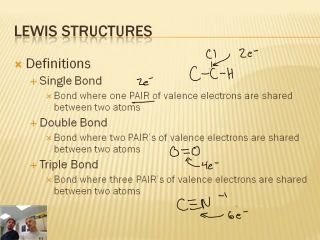 LEWIS STRUCTURES
Cl 2e-
Definitions
C-C-H
Single Bond 2e-
Bond where one PAIR of valence electrons are shared
between two atoms
Double Bond
Bond where two PAIR's of valence electrons are shared
between two atoms
O=O
Triple Bond 4e-
Bond where three PAIR's of valence electrons are shared
between two atoms
C≡N -1
6e-